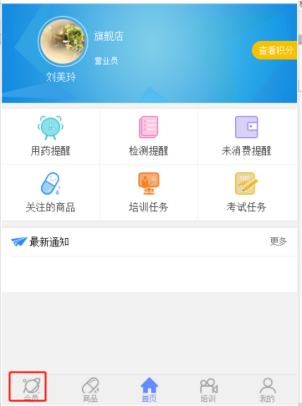 旗舰店
营业员
查看积分
刘美玲
用药提醒
检测提醒
未消费提醒
关注的商品
培训任务
考试任务
最新通知
更多
会员
商品
首页
培训
我的